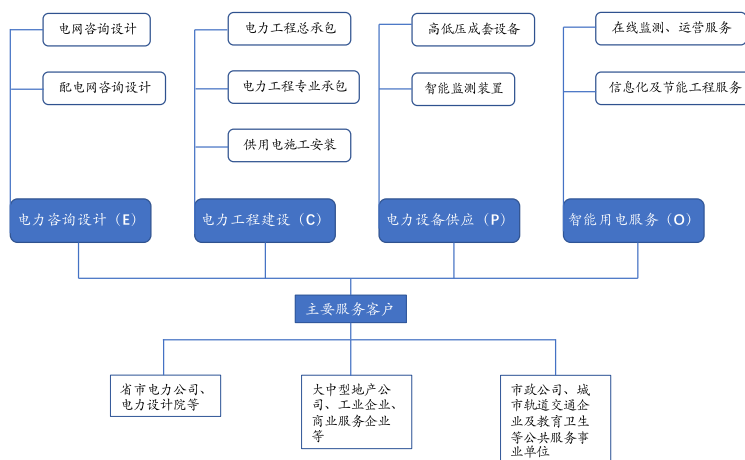 电网咨询设计
电力工程总承包
高低压成套设备
在线监测、运营服务
配电网咨询设计
电力工程专业承包
智能监测装置
信息化及节能工程服务
供用电施工安装
电力咨询设计（E）
电力工程建设（C）
电力设备供应（P）
智能用电服务（O）
主要服务客户
省市电力公司、
电力设计院等
大中型地产公
司、工业企业、
商业服务企业
等
市政公司、城
市轨道交通企
业及教育卫生
等公共服务事
业单位